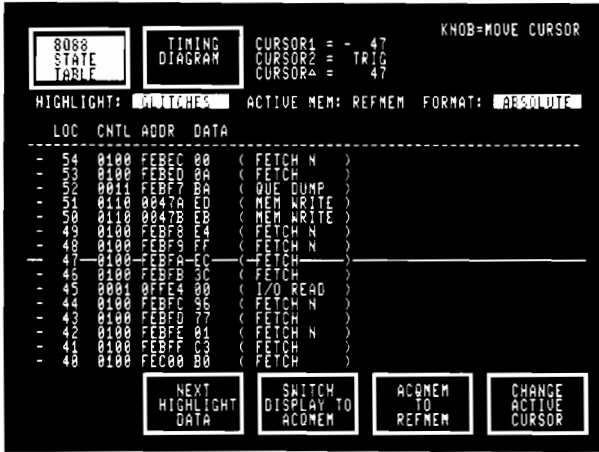 KNOB=MOVE CURSOR
8088 STATE TABLE
TIMING DIAGRAM
CURSOR1 = - 47
CURSOR2 = TRIG
CURSOR△ = 47
HIGHLIGHT: GLITCHES ACTIVE MEM: REFMEM FORMAT: ABSOLUTE
LOC CNTL ADDR DATA
- 54 0100 FEBEC 00 ( FETCH N )
- 53 0100 FEBED 0A ( FETCH )
- 52 0011 FEBF7 BA ( QUE DUMP )
- 51 0110 0047A ED ( MEM WRITE )
- 50 0110 0047B EB ( MEM WRITE )
- 49 0100 FEBF8 E4 ( FETCH N )
- 48 0100 FEBF9 FF ( FETCH N )
- 47 0100 FEBFA EC ( FETCH )
- 46 0100 FEBFB 3C ( FETCH )
- 45 0001 0FFE4 00 ( I/O READ )
- 44 0100 FEBFC 96 ( FETCH N )
- 43 0100 FEBFD 77 ( FETCH )
- 42 0100 FEBFE 01 ( FETCH N )
- 41 0100 FEBFF C3 ( FETCH )
- 40 0100 FEC00 B0 ( FETCH )
NEXT HIGHLIGHT DATA
SWITCH DISPLAY TO ACQMEM
ACQMEM TO REFMEM
CHANGE ACTIVE CURSOR